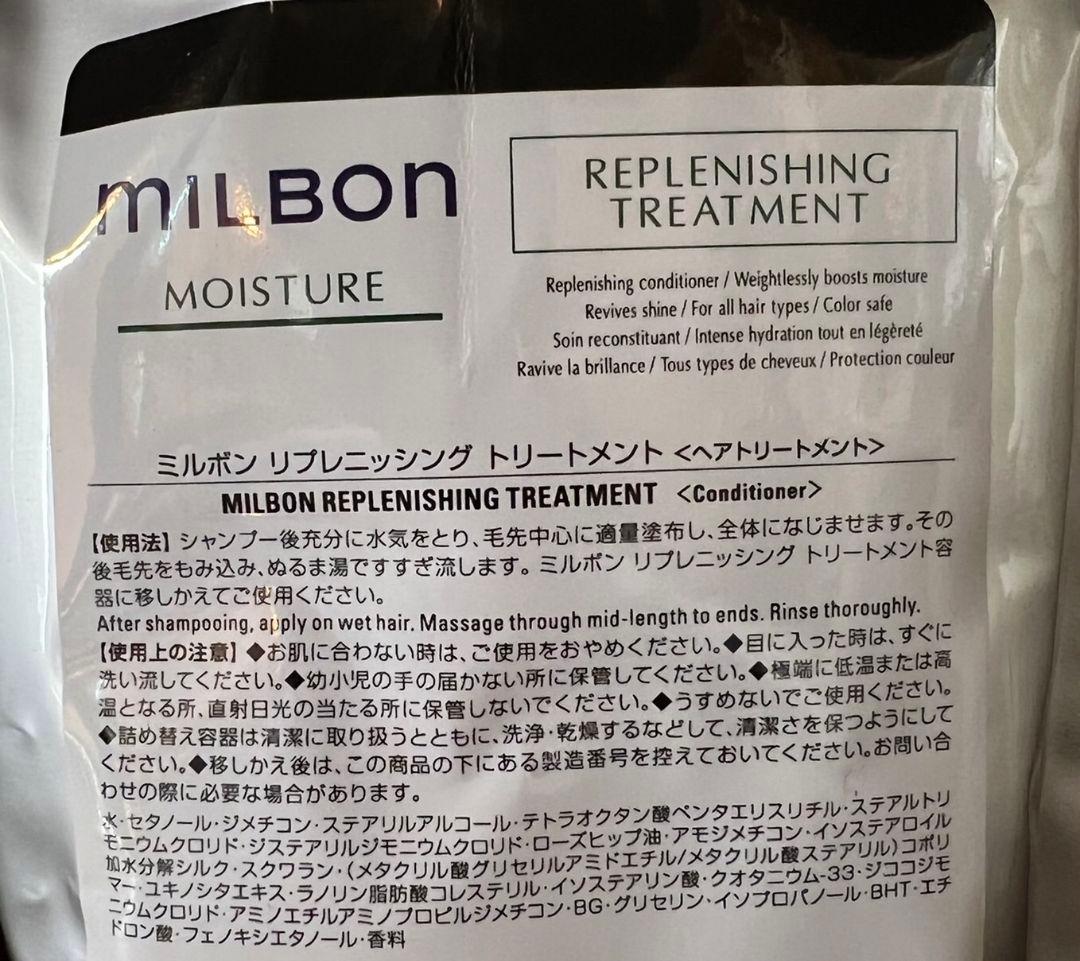 MILBON
MOISTURE
REPLENISHING
TREATMENT
Replenishing conditioner / Weightlessly boosts moisture
Revives shine / For all hair types / Color safe
Soin reconstituant / Intense hydration tout en légèreté
Ravive la brillance / Tous types de cheveux / Protection couleur
ミルボン リプレニッシング トリートメント <ヘアトリートメント>
MILBON REPLENISHING TREATMENT <Conditioner>
【使用法】シャンプー後充分に水気をとり、毛先中心に適量塗布し、全体になじませます。その
後毛先をもみ込み、ぬるま湯ですすぎ流します。ミルボン リプレニッシング トリートメント容
器に移しかえてご使用ください。
After shampooing, apply on wet hair. Massage through mid-length to ends. Rinse thoroughly.
【使用上の注意】◆お肌に合わない時は、ご使用をおやめください。◆目に入った時は、すぐに
洗い流してください。◆幼小児の手の届かない所に保管してください。◆極端に低温または高
温となる所、直射日光の当たる所に保管しないでください。◆うすめないでご使用ください。
◆詰め替え容器は清潔に取り扱うとともに、洗浄・乾燥するなどして、清潔さを保つようにして
ください。◆移しかえ後は、この商品の下にある製造番号を控えておいてください。お問い合
わせの際に必要な場合があります。
水・セタノール・ジメチコン・ステアリルアルコール・テトラオクタン酸ペンタエリスリチル・ステアルトリ
モニウムクロリド・ジステアリルジモニウムクロリド・ローズヒップ油・アモジメチコン・イソステアロイル
加水分解シルク・スクワラン・(メタクリル酸グリセリルアミドエチル/メタクリル酸ステアリル)コポリ
マー・ユキノシタエキス・ラノリン脂肪酸コレステリル・イソステアリン酸・クオタニウム-33・ジココジモ
ニウムクロリド・アミノエチルアミノプロピルジメチコン・BG・グリセリン・イソプロパノール・BHT・エチ
ドロン酸・フェノキシエタノール・香料